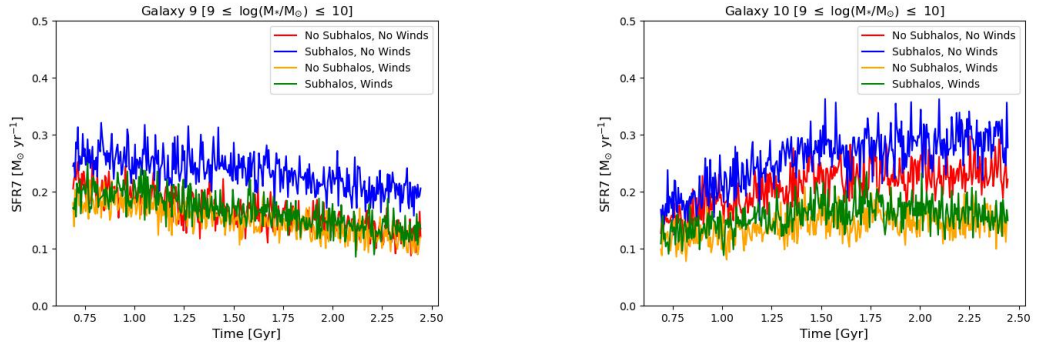 Galaxy 9 [9 ≤ log(M*/M⊙) ≤ 10]
0.5
0.4
0.3
0.2
0.1
0.0
SFR7 [M⊙ yr⁻¹]
No Subhalos, No Winds
Subhalos, No Winds
No Subhalos, Winds
Subhalos, Winds
0.75 1.00 1.25 1.50 1.75 2.00 2.25 2.50
Time [Gyr]
Galaxy 10 [9 ≤ log(M*/M⊙) ≤ 10]
0.5
0.4
0.3
0.2
0.1
0.0
SFR7 [M⊙ yr⁻¹]
No Subhalos, No Winds
Subhalos, No Winds
No Subhalos, Winds
Subhalos, Winds
0.75 1.00 1.25 1.50 1.75 2.00 2.25 2.50
Time [Gyr]